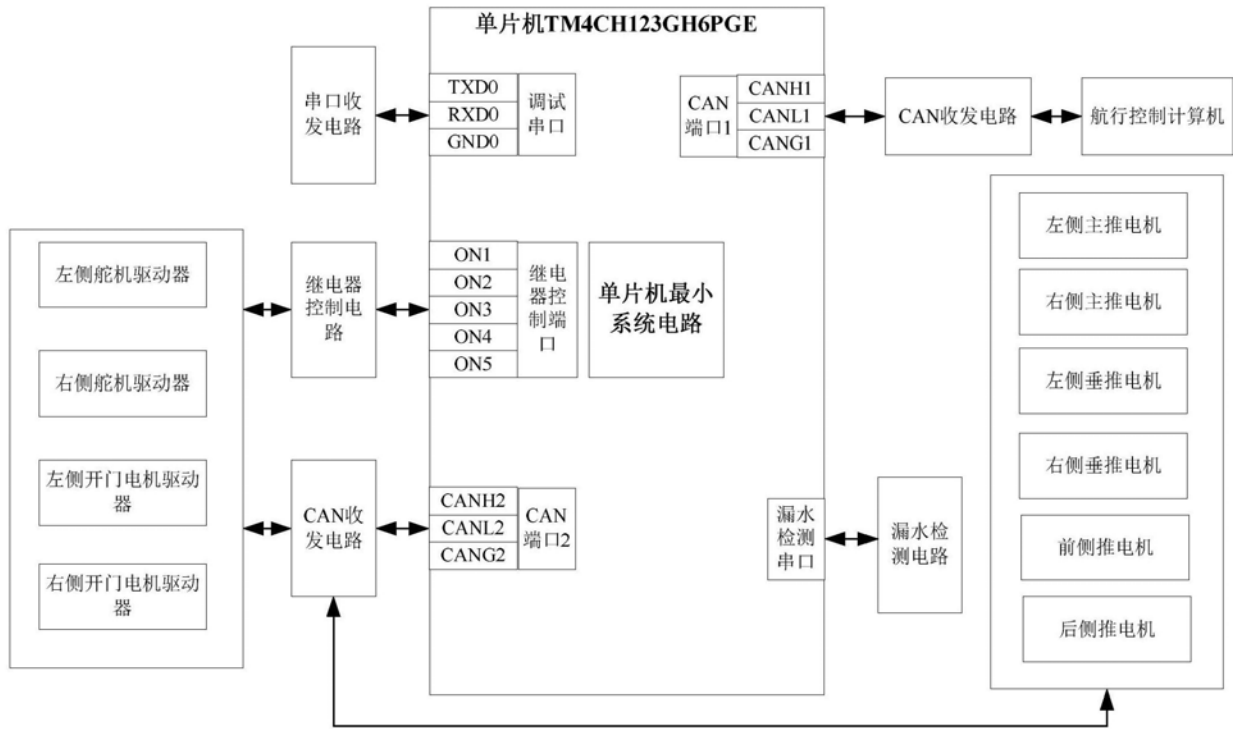 单片机TM4CH123GH6PGE
串口收
发电路
TXD0
RXD0
GND0
调试
串口
CAN
端口1
CANH1
CANL1
CANG1
CAN收发电路
航行控制计算机
左侧舵机驱动器
右侧舵机驱动器
左侧开门电机驱动
器
右侧开门电机驱动
器
继电器
控制电
路
ON1
ON2
ON3
ON4
ON5
继电
器控
制端
口
单片机最小
系统电路
CAN收
发电路
CANH2
CANL2
CANG2
CAN
端口2
漏水
检测
串口
漏水检
测电路
左侧主推电机
右侧主推电机
左侧垂推电机
右侧垂推电机
前侧推电机
后侧推电机